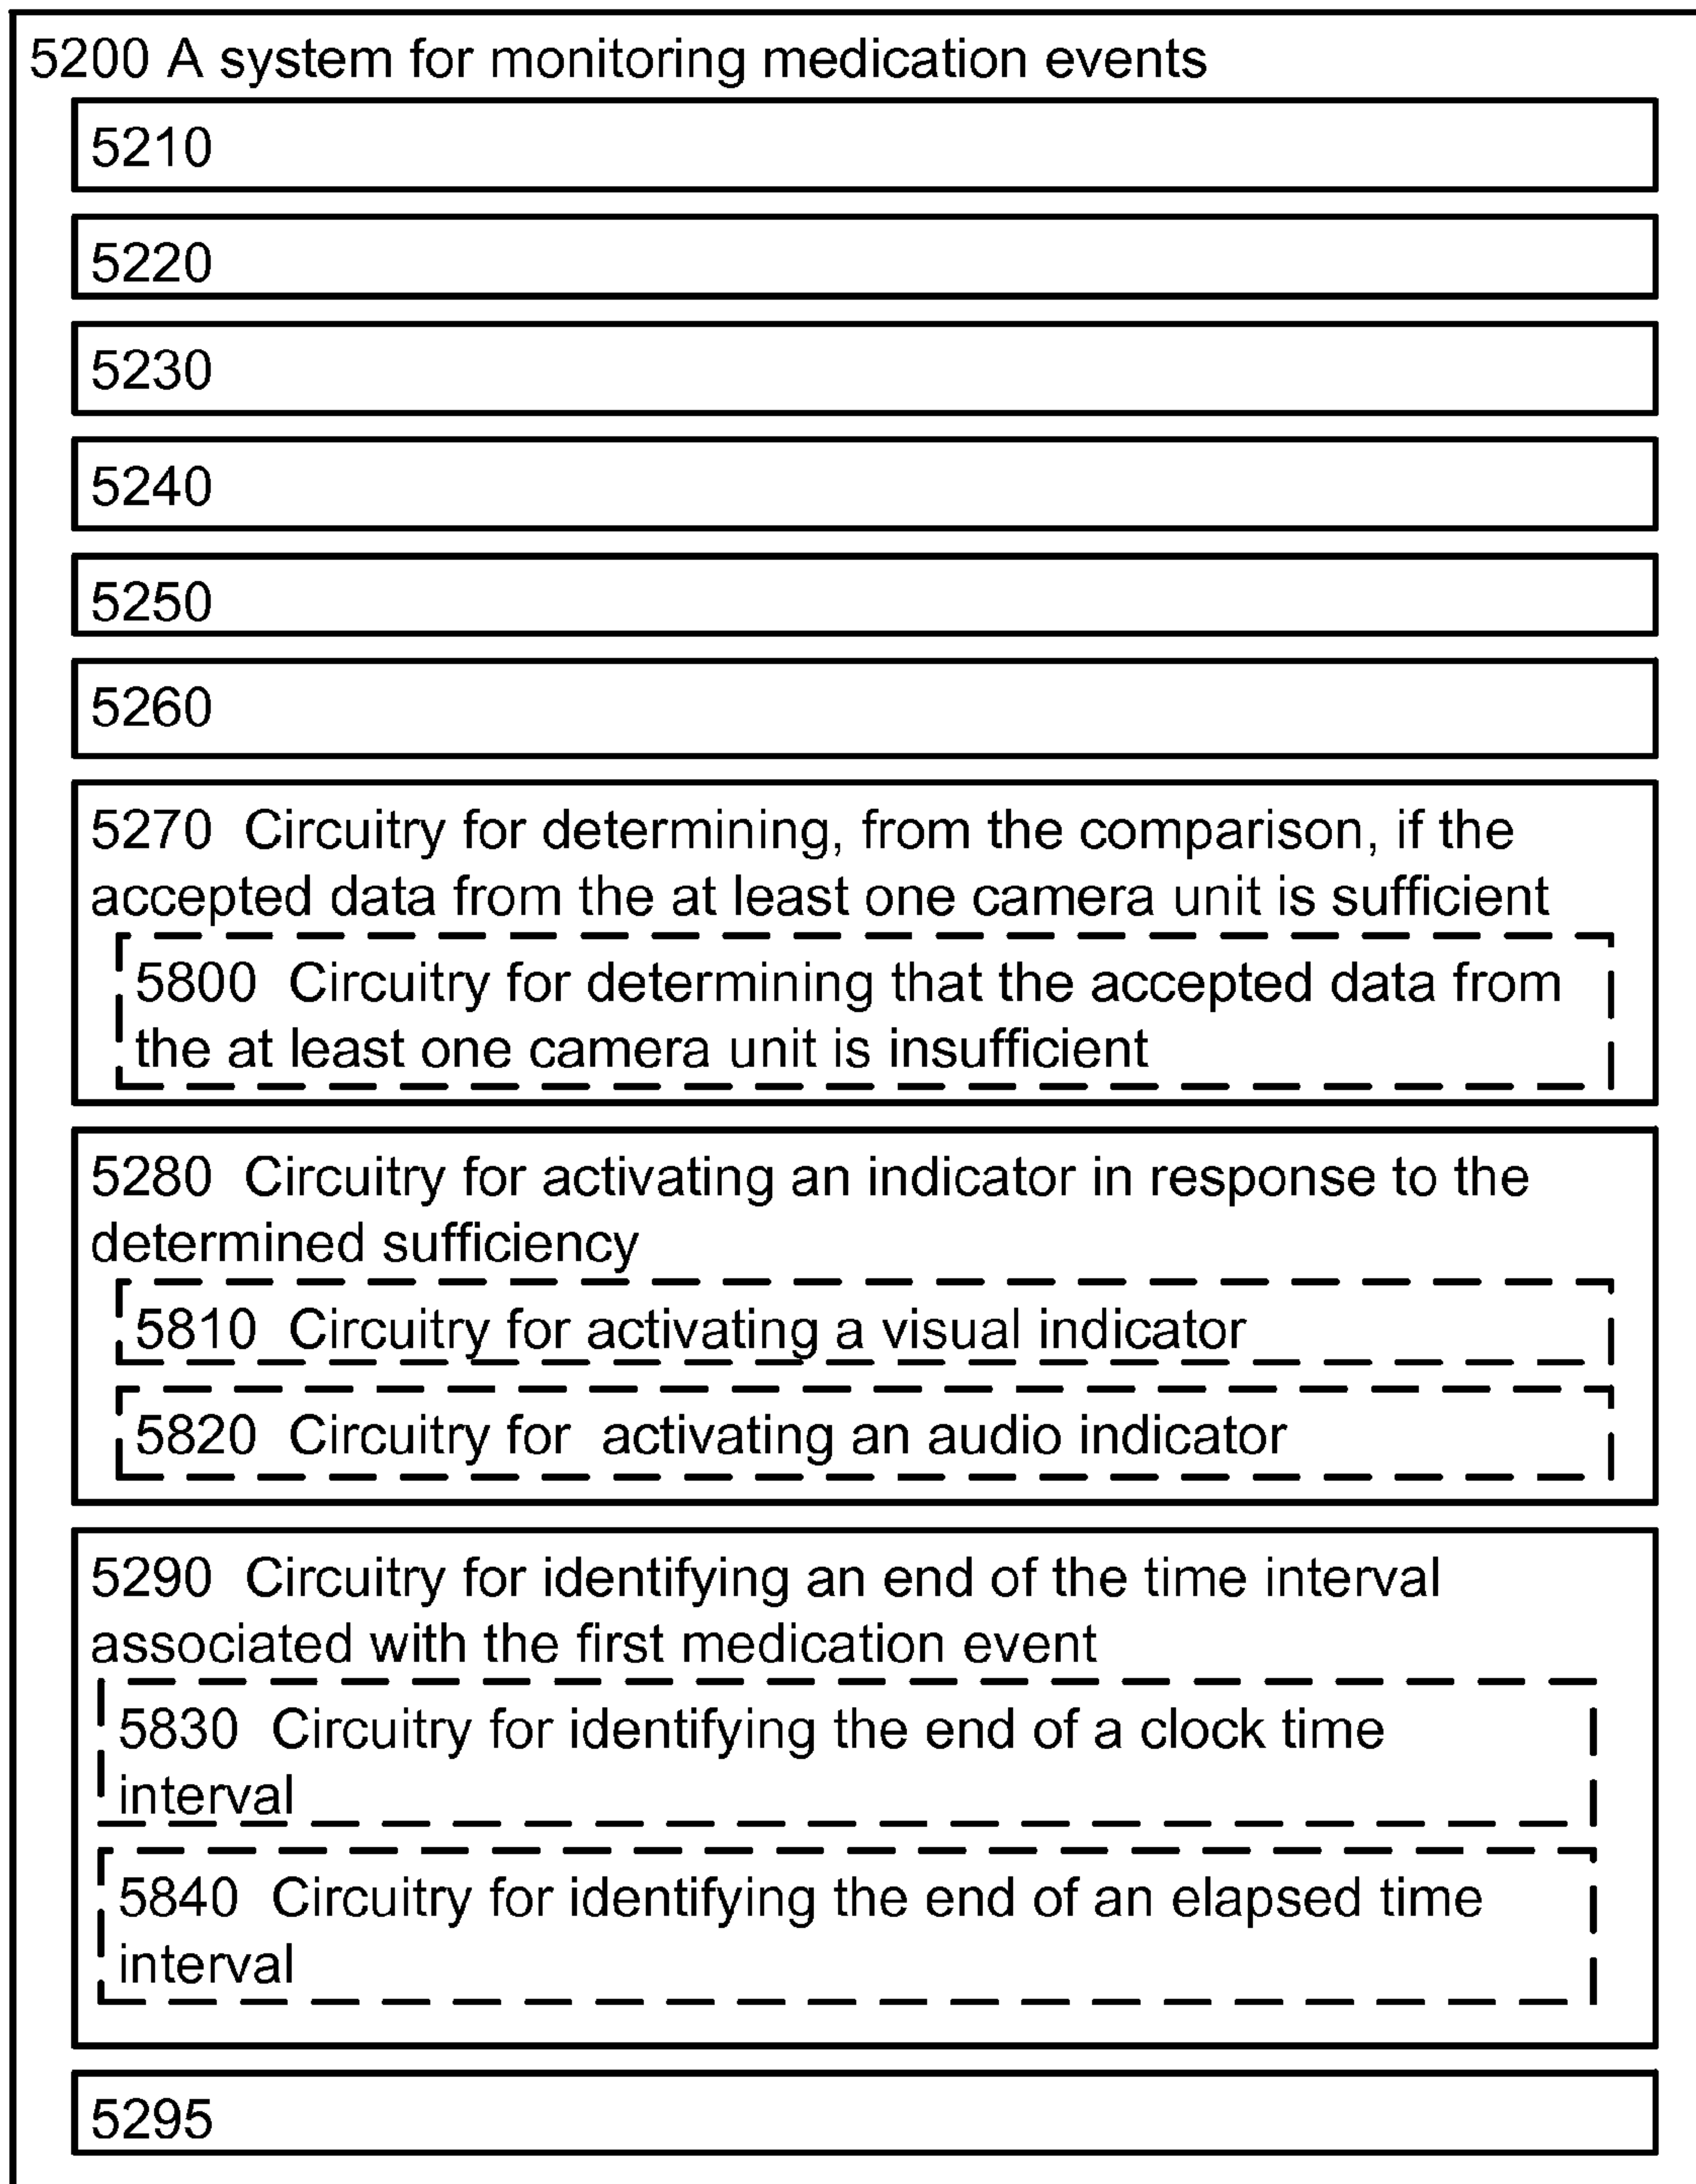 5200 A system for monitoring medication events
5210
5220
5230
5240
5250
5260
5270 Circuitry for determining, from the comparison, if the
accepted data from the at least one camera unit is sufficient
5800 Circuitry for determining that the accepted data from
the at least one camera unit is insufficient
5280 Circuitry for activating an indicator in response to the
determined sufficiency
5810 Circuitry for activating a visual indicator
5820 Circuitry for activating an audio indicator
5290 Circuitry for identifying an end of the time interval
associated with the first medication event
5830 Circuitry for identifying the end of a clock time
interval
5840 Circuitry for identifying the end of an elapsed time
interval
5295